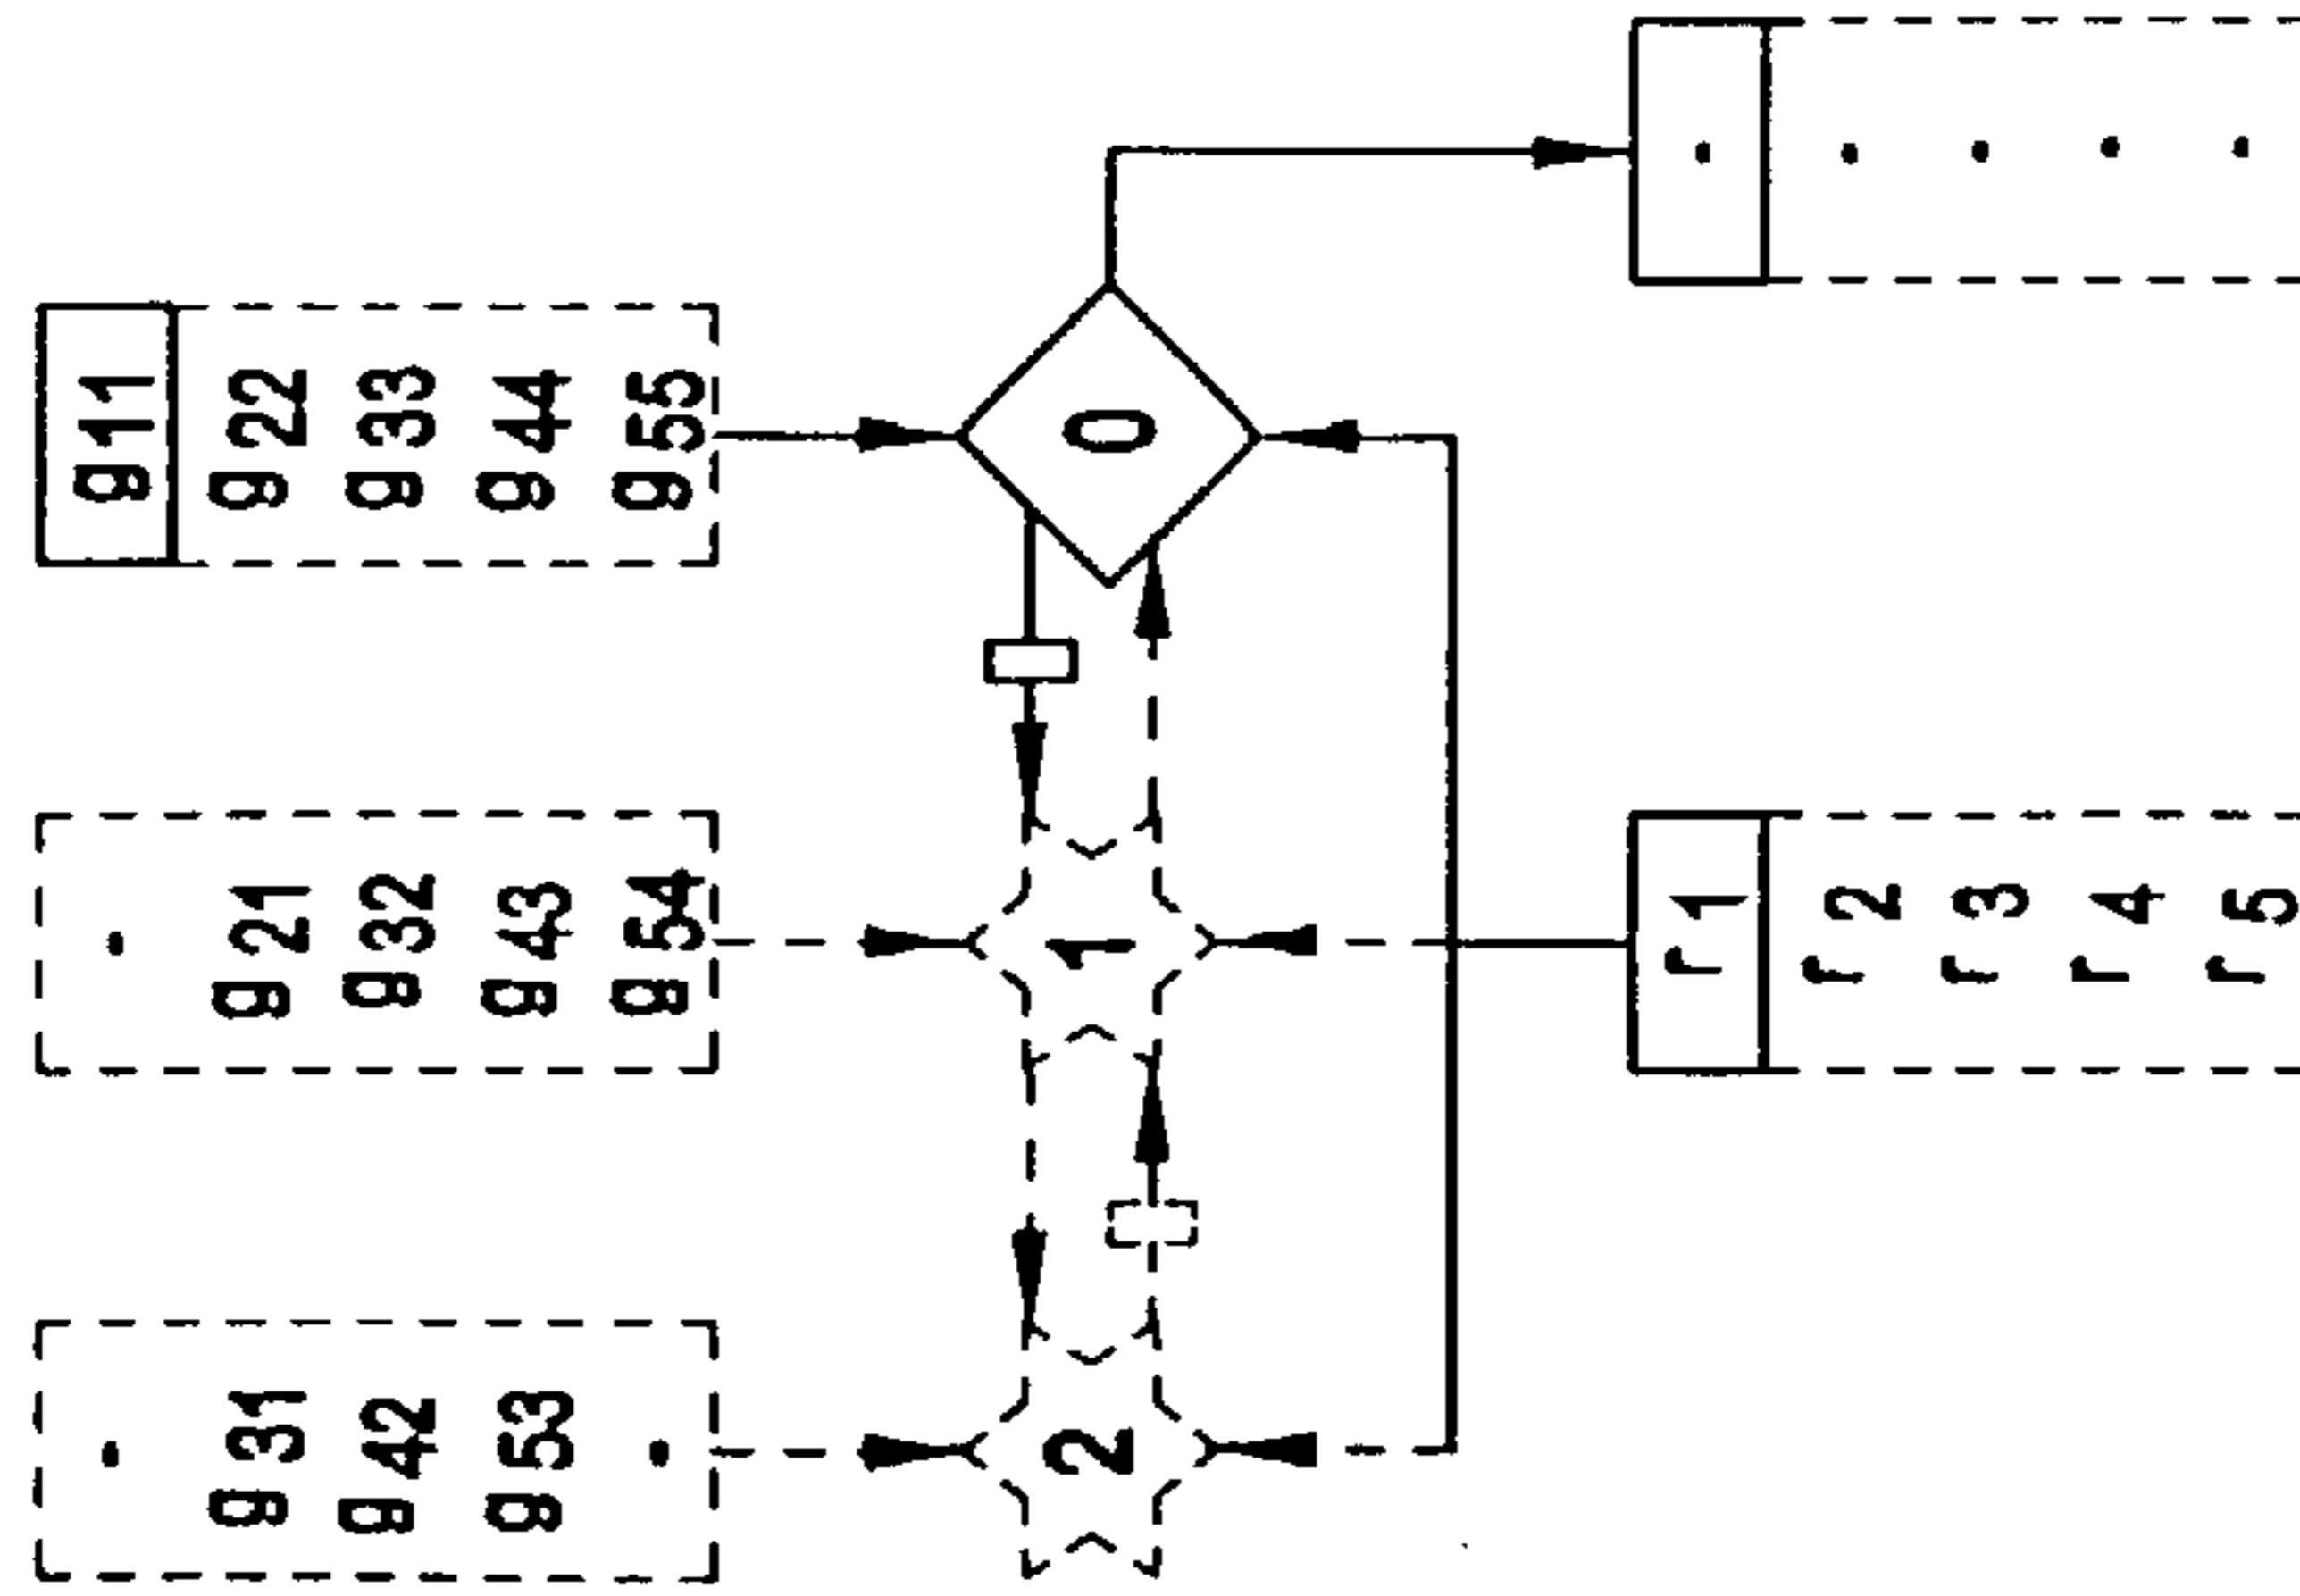 . . g11
g31 g21 g22
g42 g32 g33
g53 g43 g44
. g54 g55
2 1 0
r1 .
r2 .
r3 .
r4 .
r5 .